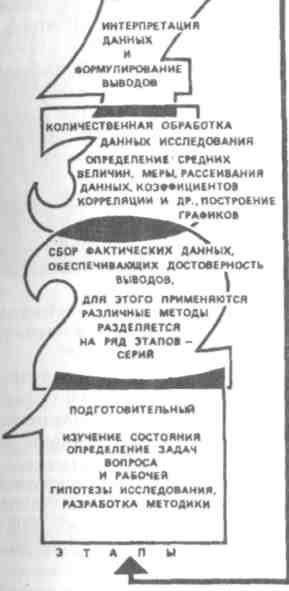 ИНТЕРПРЕТАЦИЯ
ДАННЫХ
И
ФОРМУЛИРОВАНИЕ
ВЫВОДОВ
КОЛИЧЕСТВЕННАЯ ОБРАБОТКА
ДАННЫХ ИССЛЕДОВАНИЯ
ОПРЕДЕЛЕНИЕ СРЕДНИХ
ВЕЛИЧИН, МЕРЫ, РАССЕИВАНИЯ
ДАННЫХ, КОЭФФИЦИЕНТОВ
КОРРЕЛЯЦИИ И ДР., ПОСТРОЕНИЕ
ГРАФИКОВ
СБОР ФАКТИЧЕСКИХ ДАННЫХ,
ОБЕСПЕЧИВАЮЩИХ ДОСТОВЕРНОСТЬ
ВЫВОДОВ,
ДЛЯ ЭТОГО ПРИМЕНЯЮТСЯ
РАЗЛИЧНЫЕ МЕТОДЫ
РАЗДЕЛЯЕТСЯ
НА РЯД ЭТАПОВ –
СЕРИЙ
ПОДГОТОВИТЕЛЬНЫЙ
ИЗУЧЕНИЕ СОСТОЯНИЯ
ОПРЕДЕЛЕНИЕ ЗАДАЧ
ВОПРОСА
И РАБОЧЕЙ
ГИПОТЕЗЫ ИССЛЕДОВАНИЯ,
РАЗРАБОТКА МЕТОДИКИ
Э Т А П Ы